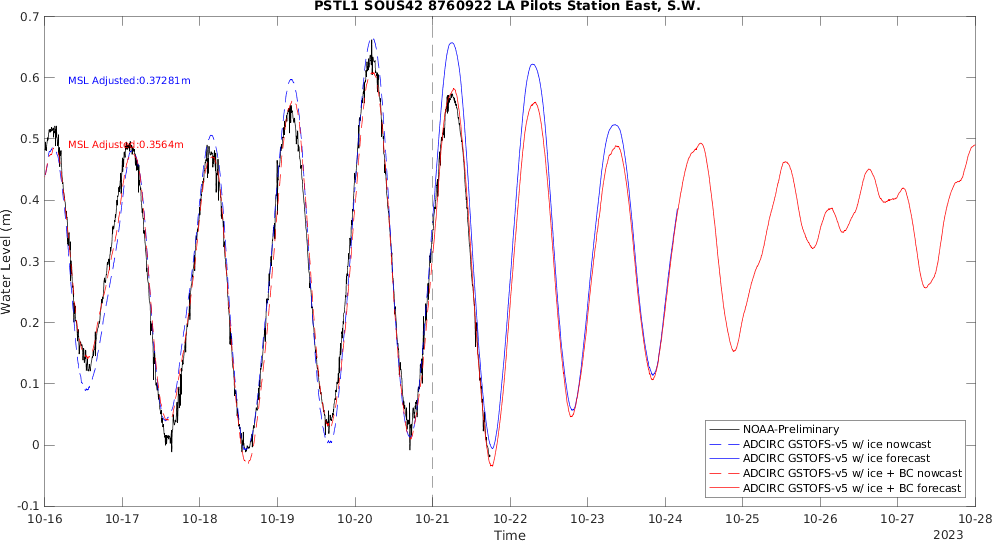 PSTL1 SOUS42 8760922 LA Pilots Station East, S.W.
0.7
0.6
0.5
0.4
0.3
0.2
0.1
0
-0.1
Water Level (m)
MSL Adjusted:0.37281m
MSL Adjusted:0.3564m
NOAA-Preliminary
ADCIRC GSTOFS-v5 w/ ice nowcast
ADCIRC GSTOFS-v5 w/ ice forecast
ADCIRC GSTOFS-v5 w/ ice + BC nowcast
ADCIRC GSTOFS-v5 w/ ice + BC forecast
10-16 10-17 10-18 10-19 10-20 10-21 10-22 10-23 10-24 10-25 10-26 10-27 10-28
Time
2023